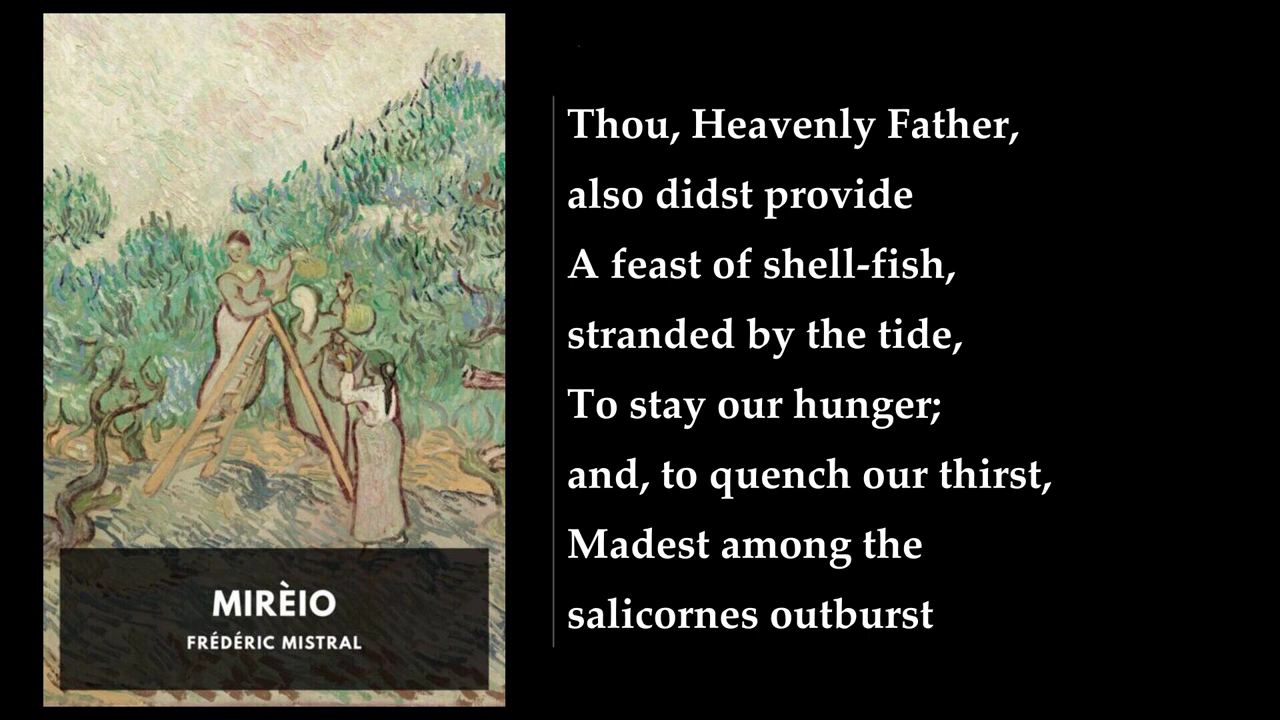 MIRÈIO
FRÉDÉRIC MISTRAL
Thou, Heavenly Father,
also didst provide
A feast of shell-fish,
stranded by the tide,
To stay our hunger;
and, to quench our thirst,
Madest among the
salicornes outburst